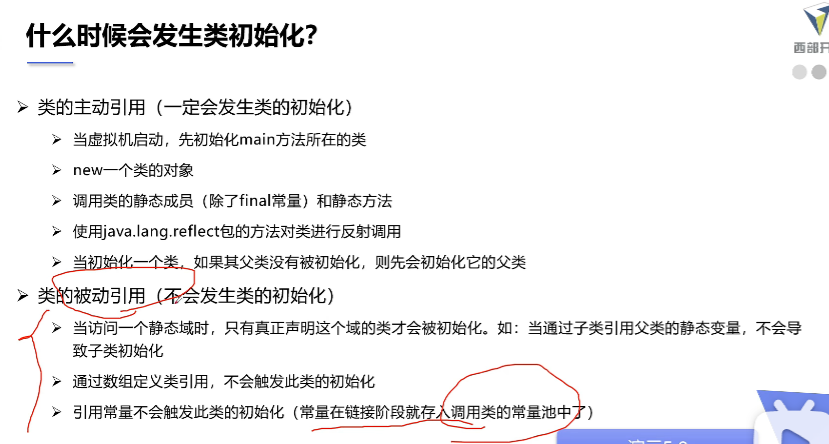 什么时候会发生类初始化？
西部开
➢ 类的主动引用（一定会发生类的初始化）
➢ 当虚拟机启动，先初始化main方法所在的类
➢ new一个类的对象
➢ 调用类的静态成员（除了final常量）和静态方法
➢ 使用java.lang.reflect包的方法对类进行反射调用
➢ 当初始化一个类，如果其父类没有被初始化，则先会初始化它的父类
➢ 类的被动引用（不会发生类的初始化）
➢ 当访问一个静态域时，只有真正声明这个域的类才会被初始化。如：当通过子类引用父类的静态变量，不会导
致子类初始化
➢ 通过数组定义类引用，不会触发此类的初始化
➢ 引用常量不会触发此类的初始化（常量在链接阶段就存入调用类的常量池中了）